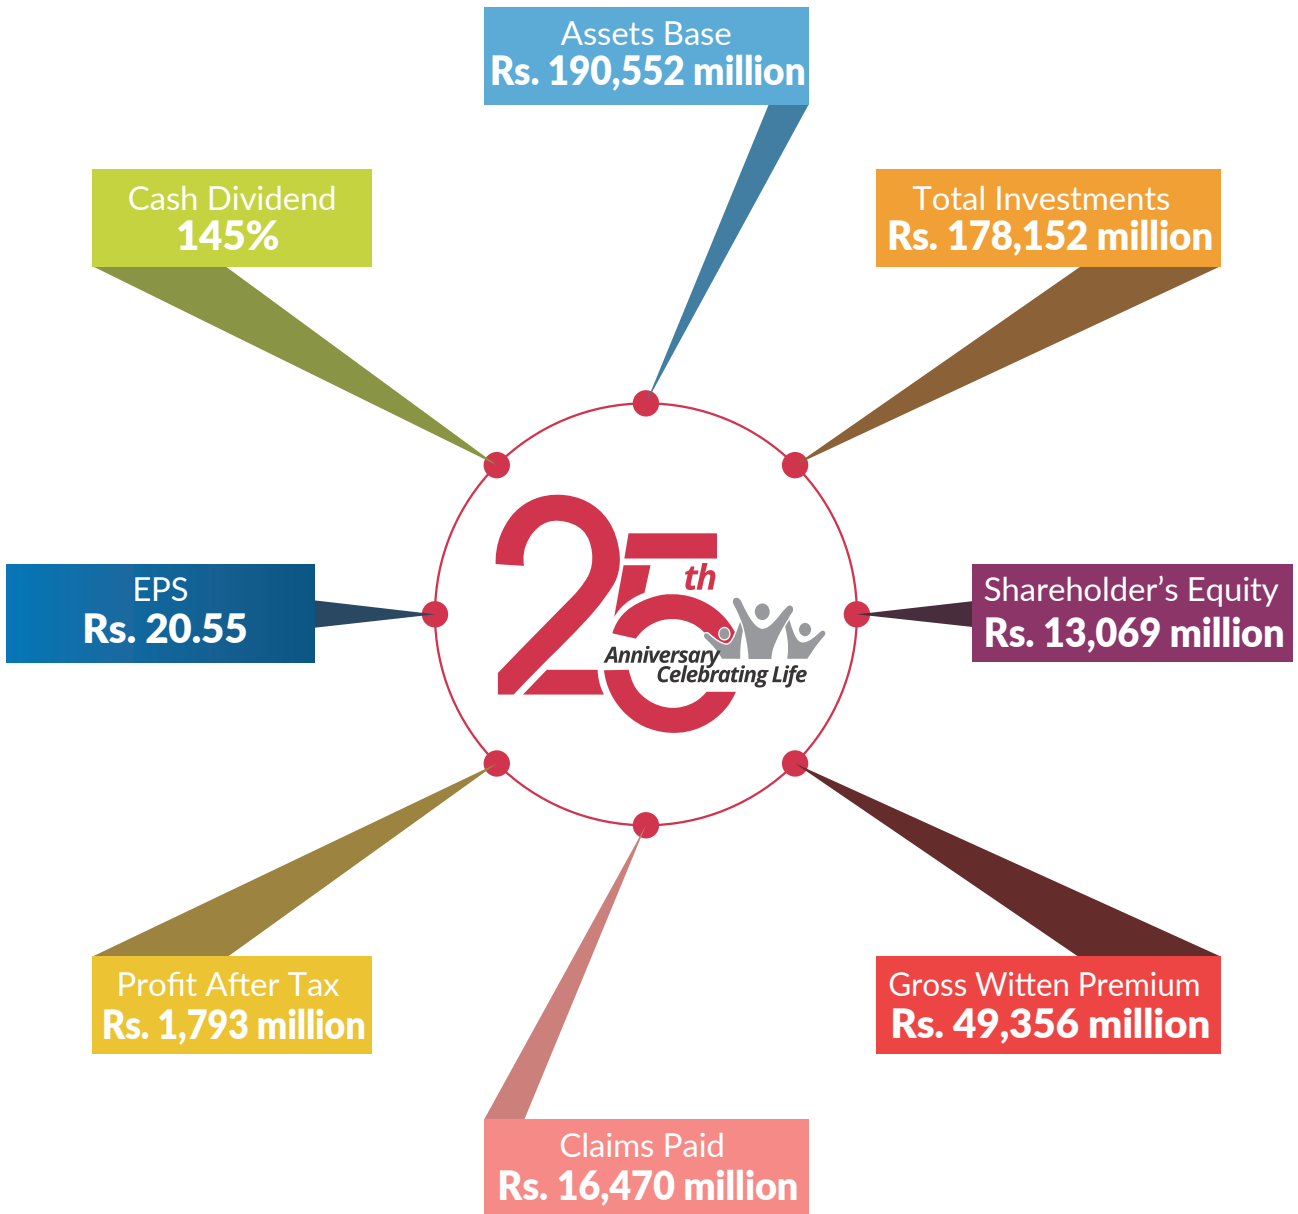 Assets Base
Rs. 190,552 million
Cash Dividend
145%
Total Investments
Rs. 178,152 million
25th
Anniversary
Celebrating Life
EPS
Rs. 20.55
Shareholder’s Equity
Rs. 13,069 million
Profit After Tax
Rs. 1,793 million
Gross Witten Premium
Rs. 49,356 million
Claims Paid
Rs. 16,470 million